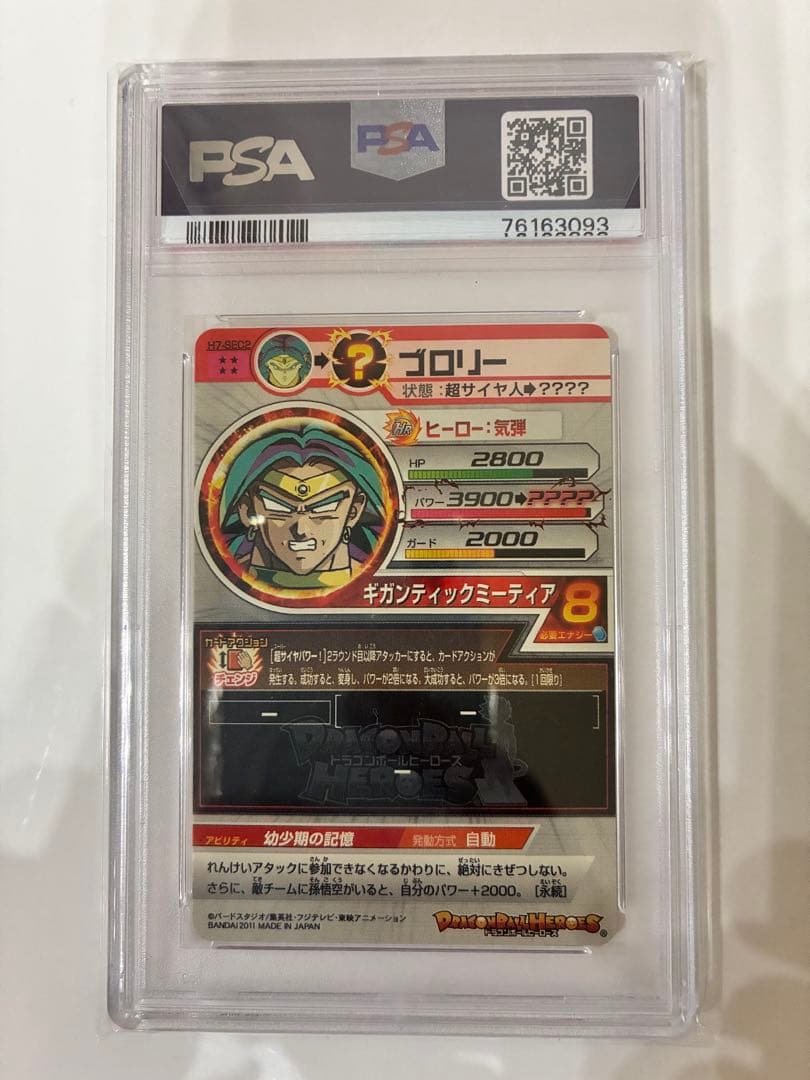 PSA
PSA
76163093
H7-SEC2
?
ブロリー
状態:超サイヤ人➡????
Hr ヒーロー:気弾
HP 2800
パワー 3900➡????
ガード 2000
ギガンティックミーティア 8
必要エナジー
カードアクション
チェンジ
[超サイヤパワー!]2ラウンド目以降アタッカーにすると、カードアクションが
発生する。成功すると、変身し、パワーが2倍になる。大成功すると、パワーが3倍になる。[1回限り]
DRAGONBALL
ドラゴンボールヒーローズ
HEROES
アビリティ 幼少期の記憶 発動方式 自動
れんけいアタックに参加できなくなるかわりに、絶対にきぜつしない。
さらに、敵チームに孫悟空がいると、自分のパワー+2000。[永続]
©バードスタジオ/集英社・フジテレビ・東映アニメーション
BANDAI 2011 MADE IN JAPAN
DRAGONBALL HEROES
ドラゴンボールヒーローズ
®